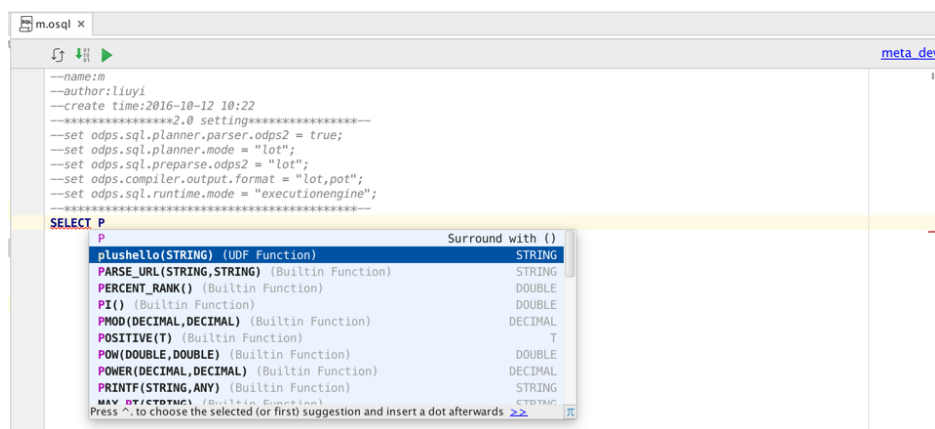 m.osql ×
meta_dev
--name:m
--author:liuyi
--create time:2016-10-12 10:22
--****************2.0 setting****************--
--set odps.sql.planner.parser.odps2 = true;
--set odps.sql.planner.mode = "lot";
--set odps.sql.preparse.odps2 = "lot";
--set odps.compiler.output.format = "lot,pot";
--set odps.sql.runtime.mode = "executionengine";
--*******************************************--
SELECT P
P Surround with ()
plushello(STRING) (UDF Function) STRING
PARSE_URL(STRING,STRING) (Builtin Function) STRING
PERCENT_RANK() (Builtin Function) DOUBLE
PI() (Builtin Function) DOUBLE
PMOD(DECIMAL,DECIMAL) (Builtin Function) DECIMAL
POSITIVE(T) (Builtin Function) T
POW(DOUBLE,DOUBLE) (Builtin Function) DOUBLE
POWER(DECIMAL,DECIMAL) (Builtin Function) DECIMAL
PRINTF(STRING,ANY) (Builtin Function) STRING
MAX_PT(STRING) (Builtin Function) STRING
Press ^. to choose the selected (or first) suggestion and insert a dot afterwards >> π